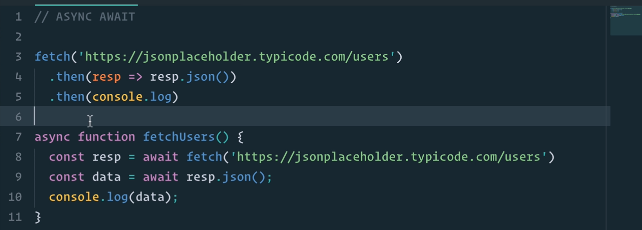 1 // ASYNC AWAIT
2
3 fetch('https://jsonplaceholder.typicode.com/users')
4   .then(resp => resp.json())
5   .then(console.log)
6
7 async function fetchUsers() {
8   const resp = await fetch('https://jsonplaceholder.typicode.com/users')
9   const data = await resp.json();
10   console.log(data);
11 }